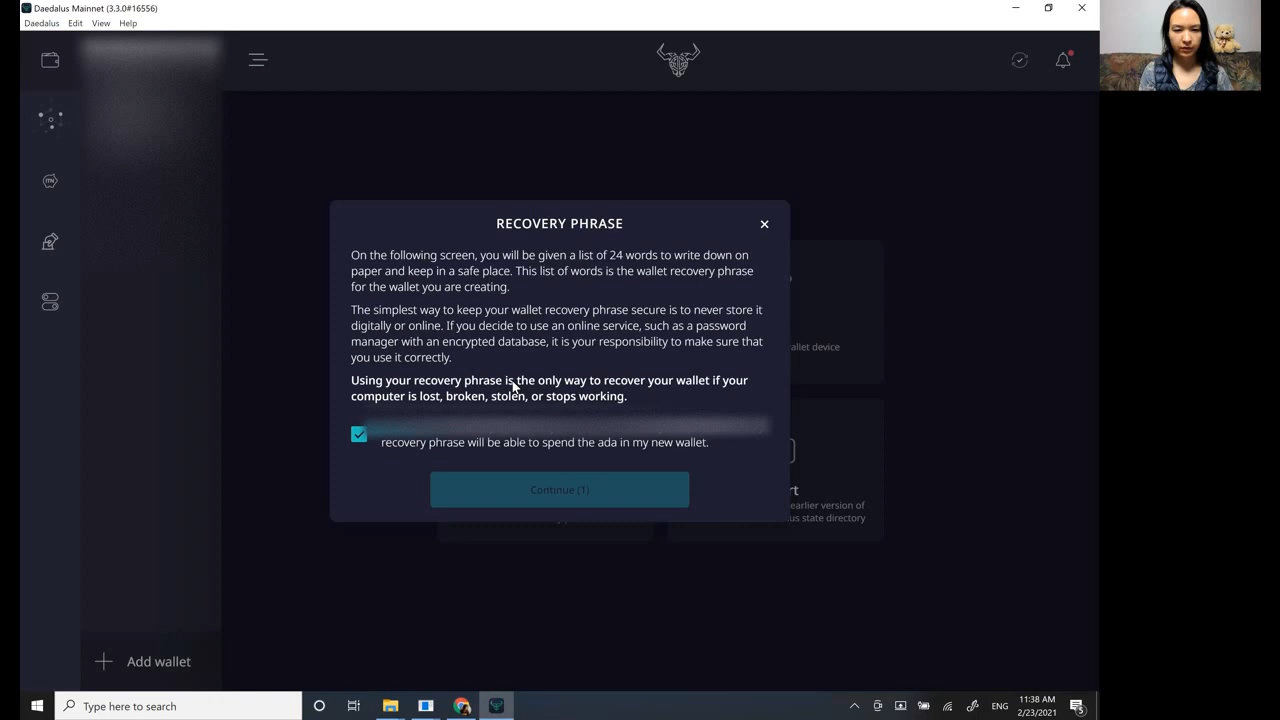 Daedalus Mainnet (3.3.0#16556)
Daedalus Edit View Help
ITN
RECOVERY PHRASE
On the following screen, you will be given a list of 24 words to write down on
paper and keep in a safe place. This list of words is the wallet recovery phrase
for the wallet you are creating.
The simplest way to keep your wallet recovery phrase secure is to never store it
digitally or online. If you decide to use an online service, such as a password
manager with an encrypted database, it is your responsibility to make sure that
you use it correctly.
Using your recovery phrase is the only way to recover your wallet if your
computer is lost, broken, stolen, or stops working.
recovery phrase will be able to spend the ada in my new wallet.
Continue (1)
device
earlier version of
state directory
Add wallet
Type here to search
ENG
11:38 AM
2/23/2021
5